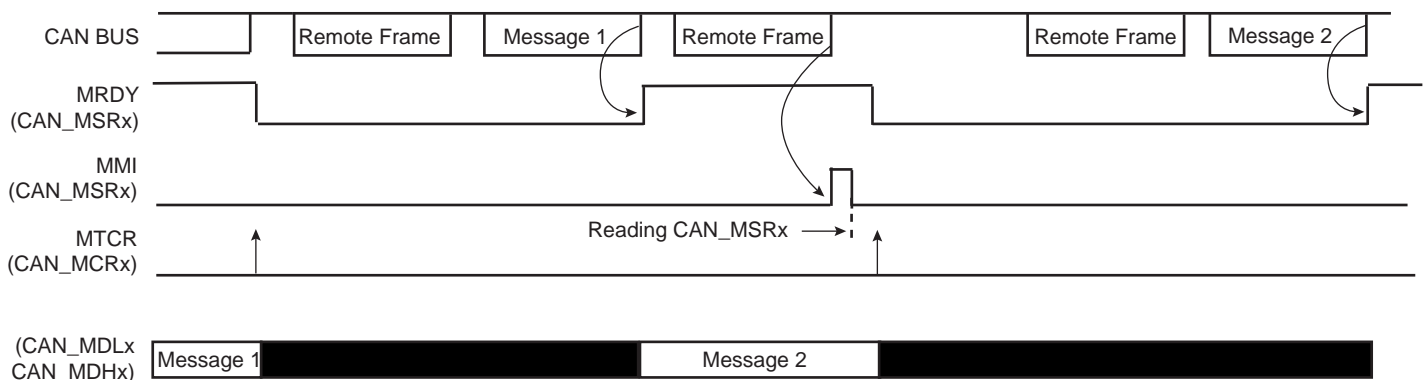 CAN BUS
Remote Frame
Message 1
Remote Frame
Remote Frame
Message 2
MRDY
(CAN_MSRx)
MMI
(CAN_MSRx)
Reading CAN_MSRx
MTCR
(CAN_MCRx)
(CAN_MDLx
CAN_MDHx)
Message 1
Message 2